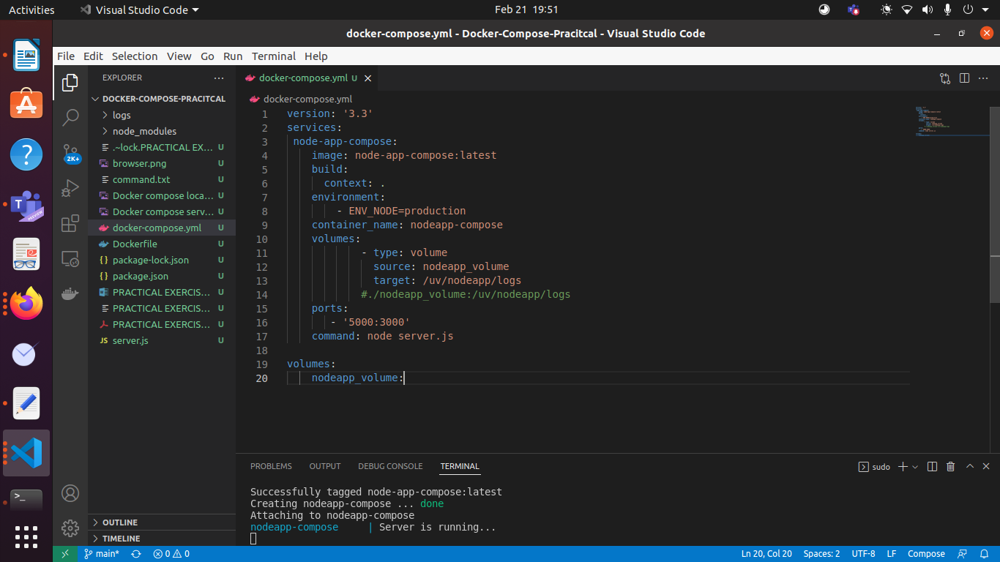 Activities
Visual Studio Code
Feb 21 19:51
docker-compose.yml - Docker-Compose-Pracitcal - Visual Studio Code
File Edit Selection View Go Run Terminal Help
EXPLORER
DOCKER-COMPOSE-PRACITCAL
logs
node_modules
.~lock.PRACTICAL EX... U
browser.png U
command.txt U
Docker compose loca... U
Docker compose serv... U
docker-compose.yml U
Dockerfile U
package-lock.json U
package.json U
PRACTICAL EXERCIS... U
PRACTICAL EXERCIS... U
PRACTICAL EXERCIS... U
JS server.js U
OUTLINE
TIMELINE
2K+
docker-compose.yml U
docker-compose.yml
1 version: '3.3'
2 services:
3 node-app-compose:
4 image: node-app-compose:latest
5 build:
6 context: .
7 environment:
8 - ENV_NODE=production
9 container_name: nodeapp-compose
10 volumes:
11 - type: volume
12 source: nodeapp_volume
13 target: /uv/nodeapp/logs
14 #./nodeapp_volume:/uv/nodeapp/logs
15 ports:
16 - '5000:3000'
17 command: node server.js
18
19 volumes:
20 nodeapp_volume:
PROBLEMS OUTPUT DEBUG CONSOLE TERMINAL
sudo
Successfully tagged node-app-compose:latest
Creating nodeapp-compose ... done
Attaching to nodeapp-compose
nodeapp-compose | Server is running...
main* 0 0
Ln 20, Col 20 Spaces: 2 UTF-8 LF Compose